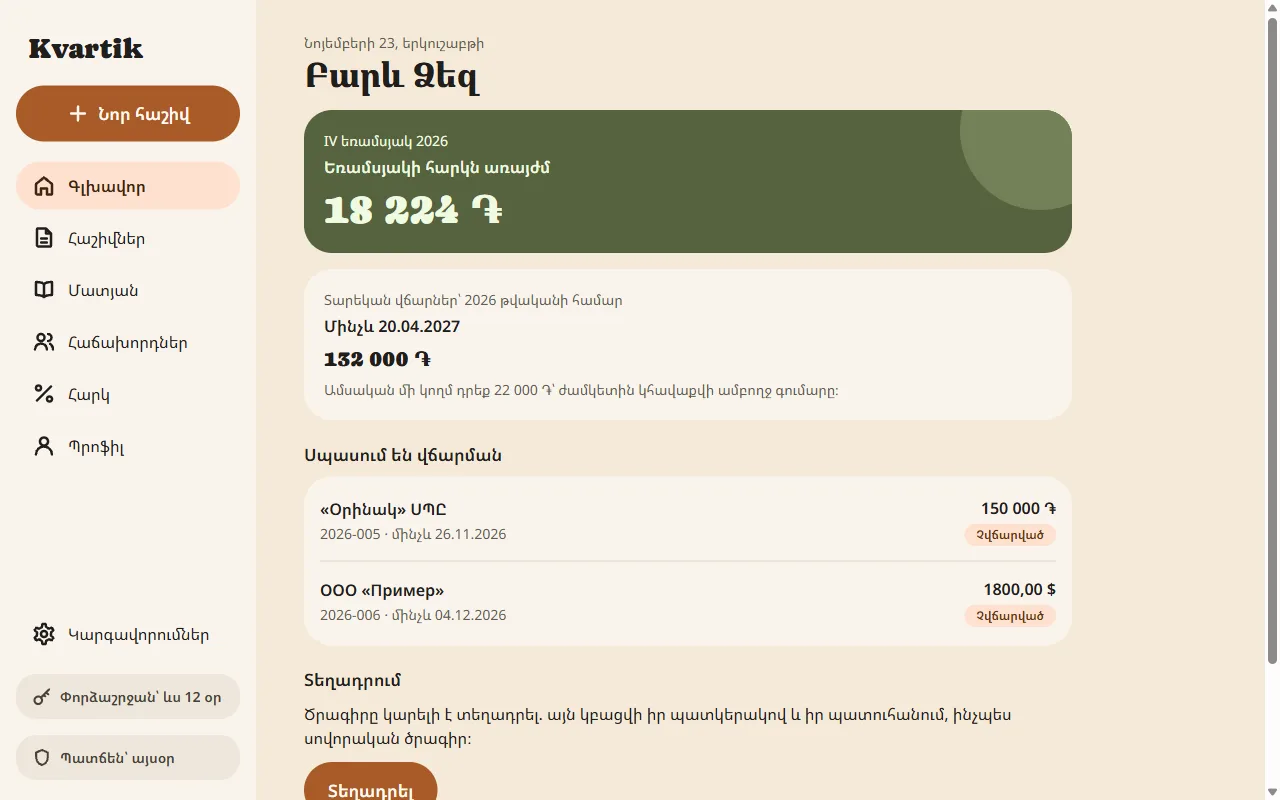 Kvartik
Նոր հաշիվ
Գլխավոր
Հաշիվներ
Մատյան
Հաճախորդներ
Հարկ
Պրոֆիլ
Կարգավորումներ
Փորձաշրջան՝ ևս 12 օր
Պատճեն՝ այսօր
Նոյեմբերի 23, երկուշաբթի
Բարև Ձեզ
IV եռամսյակ 2026
Եռամսյակի հարկն առայժմ
18 224 ֏
Տարեկան վճարներ՝ 2026 թվականի համար
Մինչև 20.04.2027
132 000 ֏
Ամսական մի կողմ դրեք 22 000 ֏՝ ժամկետին կհավաքվի ամբողջ գումարը։
Սպասում են վճարման
«Օրինակ» ՍՊԸ
150 000 ֏
2026-005 · մինչև 26.11.2026
Չվճարված
ООО «Пример»
1800,00 $
2026-006 · մինչև 04.12.2026
Չվճարված
Տեղադրում
Ծրագիրը կարելի է տեղադրել. այն կբացվի իր պատկերակով և իր պատուհանում, ինչպես
սովորական ծրագիր։
Տեղադրել